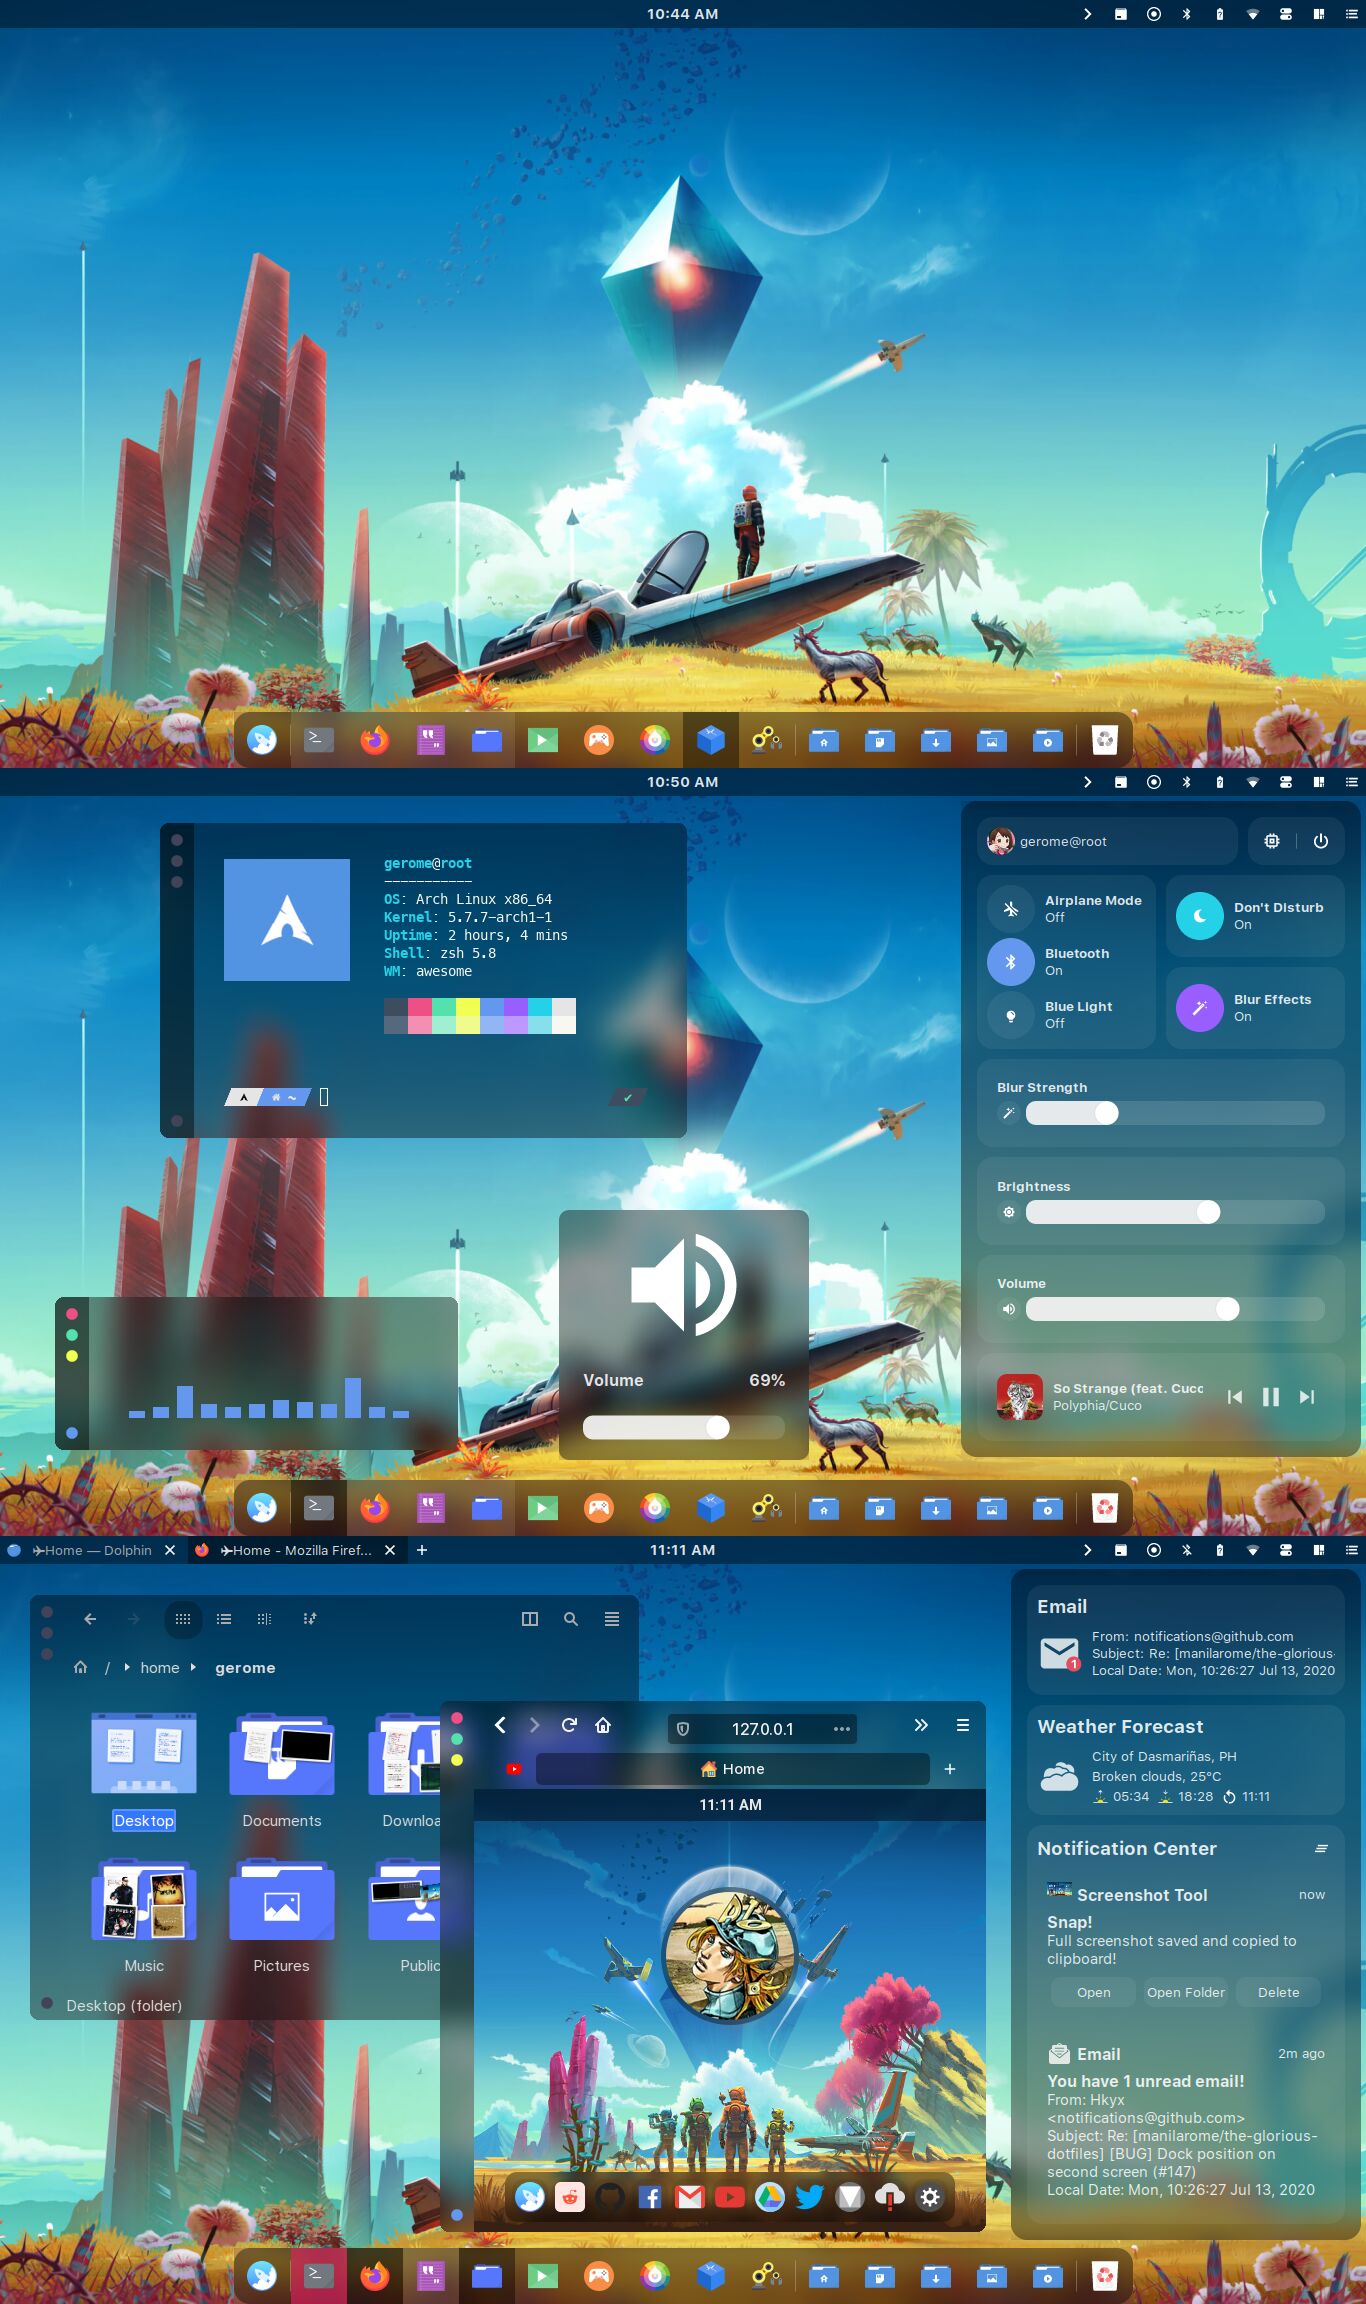 10:44 AM
10:50 AM
gerome@root
-----------
OS: Arch Linux x86_64
Kernel: 5.7.7-arch1-1
Uptime: 2 hours, 4 mins
Shell: zsh 5.8
WM: awesome
gerome@root
Airplane Mode
Off
Bluetooth
On
Blue Light
Off
Don't Disturb
On
Blur Effects
On
Blur Strength
Brightness
Volume
So Strange (feat. Cucc
Polyphia/Cuco
Volume 69%
Home — Dolphin
Home - Mozilla Firef...
11:11 AM
/ home gerome
Desktop
Documents
Downloa
Music
Pictures
Public
Desktop (folder)
127.0.0.1
Home
11:11 AM
Email
From: notifications@github.com
Subject: Re: [manilarome/the-glorious-
Local Date: Mon, 10:26:27 Jul 13, 2020
1
Weather Forecast
City of Dasmariñas, PH
Broken clouds, 25°C
05:34 18:28 11:11
Notification Center
Screenshot Tool now
Snap!
Full screenshot saved and copied to
clipboard!
Open Open Folder Delete
Email 2m ago
You have 1 unread email!
From: Hkyx
<notifications@github.com>
Subject: Re: [manilarome/the-glorious-
dotfiles] [BUG] Dock position on
second screen (#147)
Local Date: Mon, 10:26:27 Jul 13, 2020